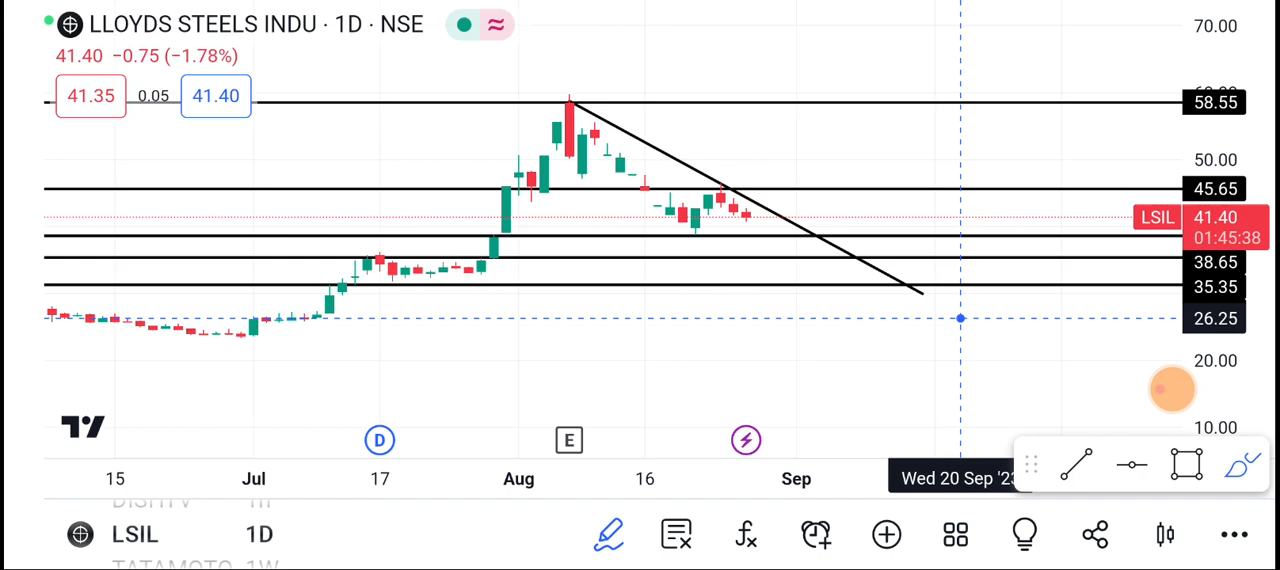 LLOYDS STEELS INDU · 1D · NSE
41.40 −0.75 (−1.78%)
41.35 0.05 41.40
70.00
58.55
50.00
45.65
LSIL 41.40
01:45:38
38.65
35.35
26.25
20.00
10.00
D E
15 Jul 17 Aug 16 Sep Wed 20 Sep '23
LSIL 1D
TATAMOTO 1W